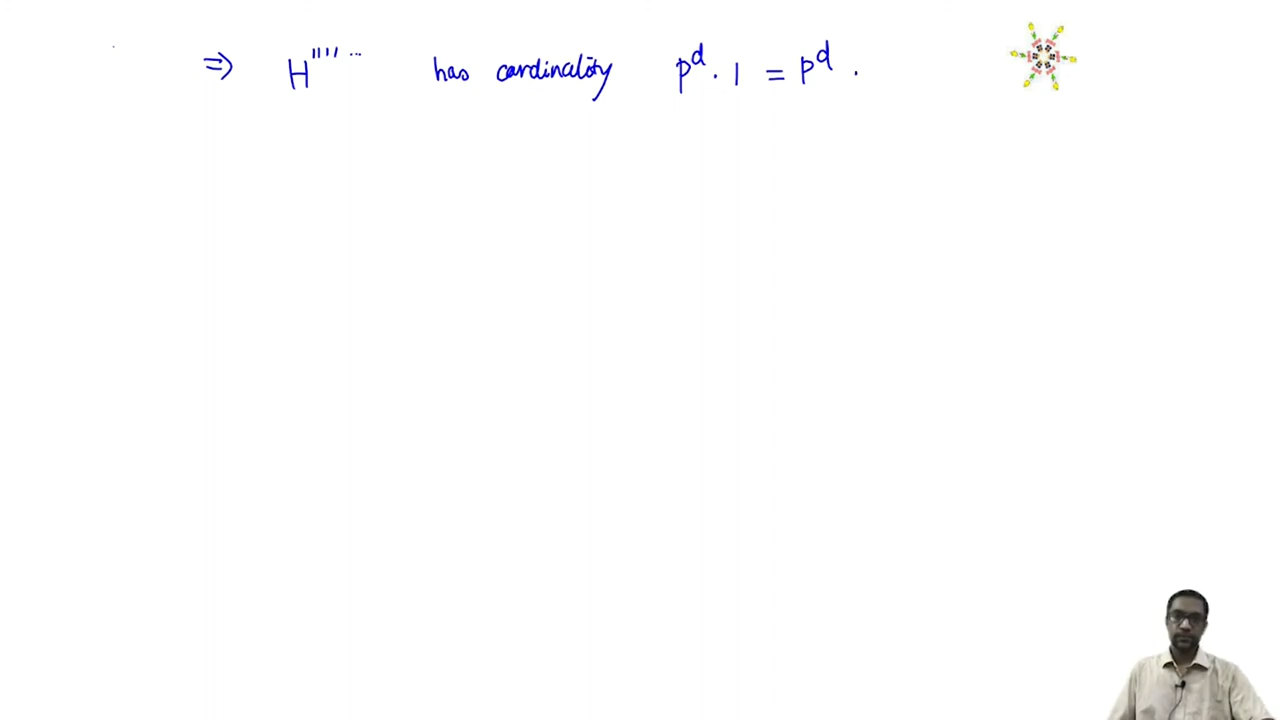 ⇒ H'''' ... has cardinality p^d · 1 = p^d .